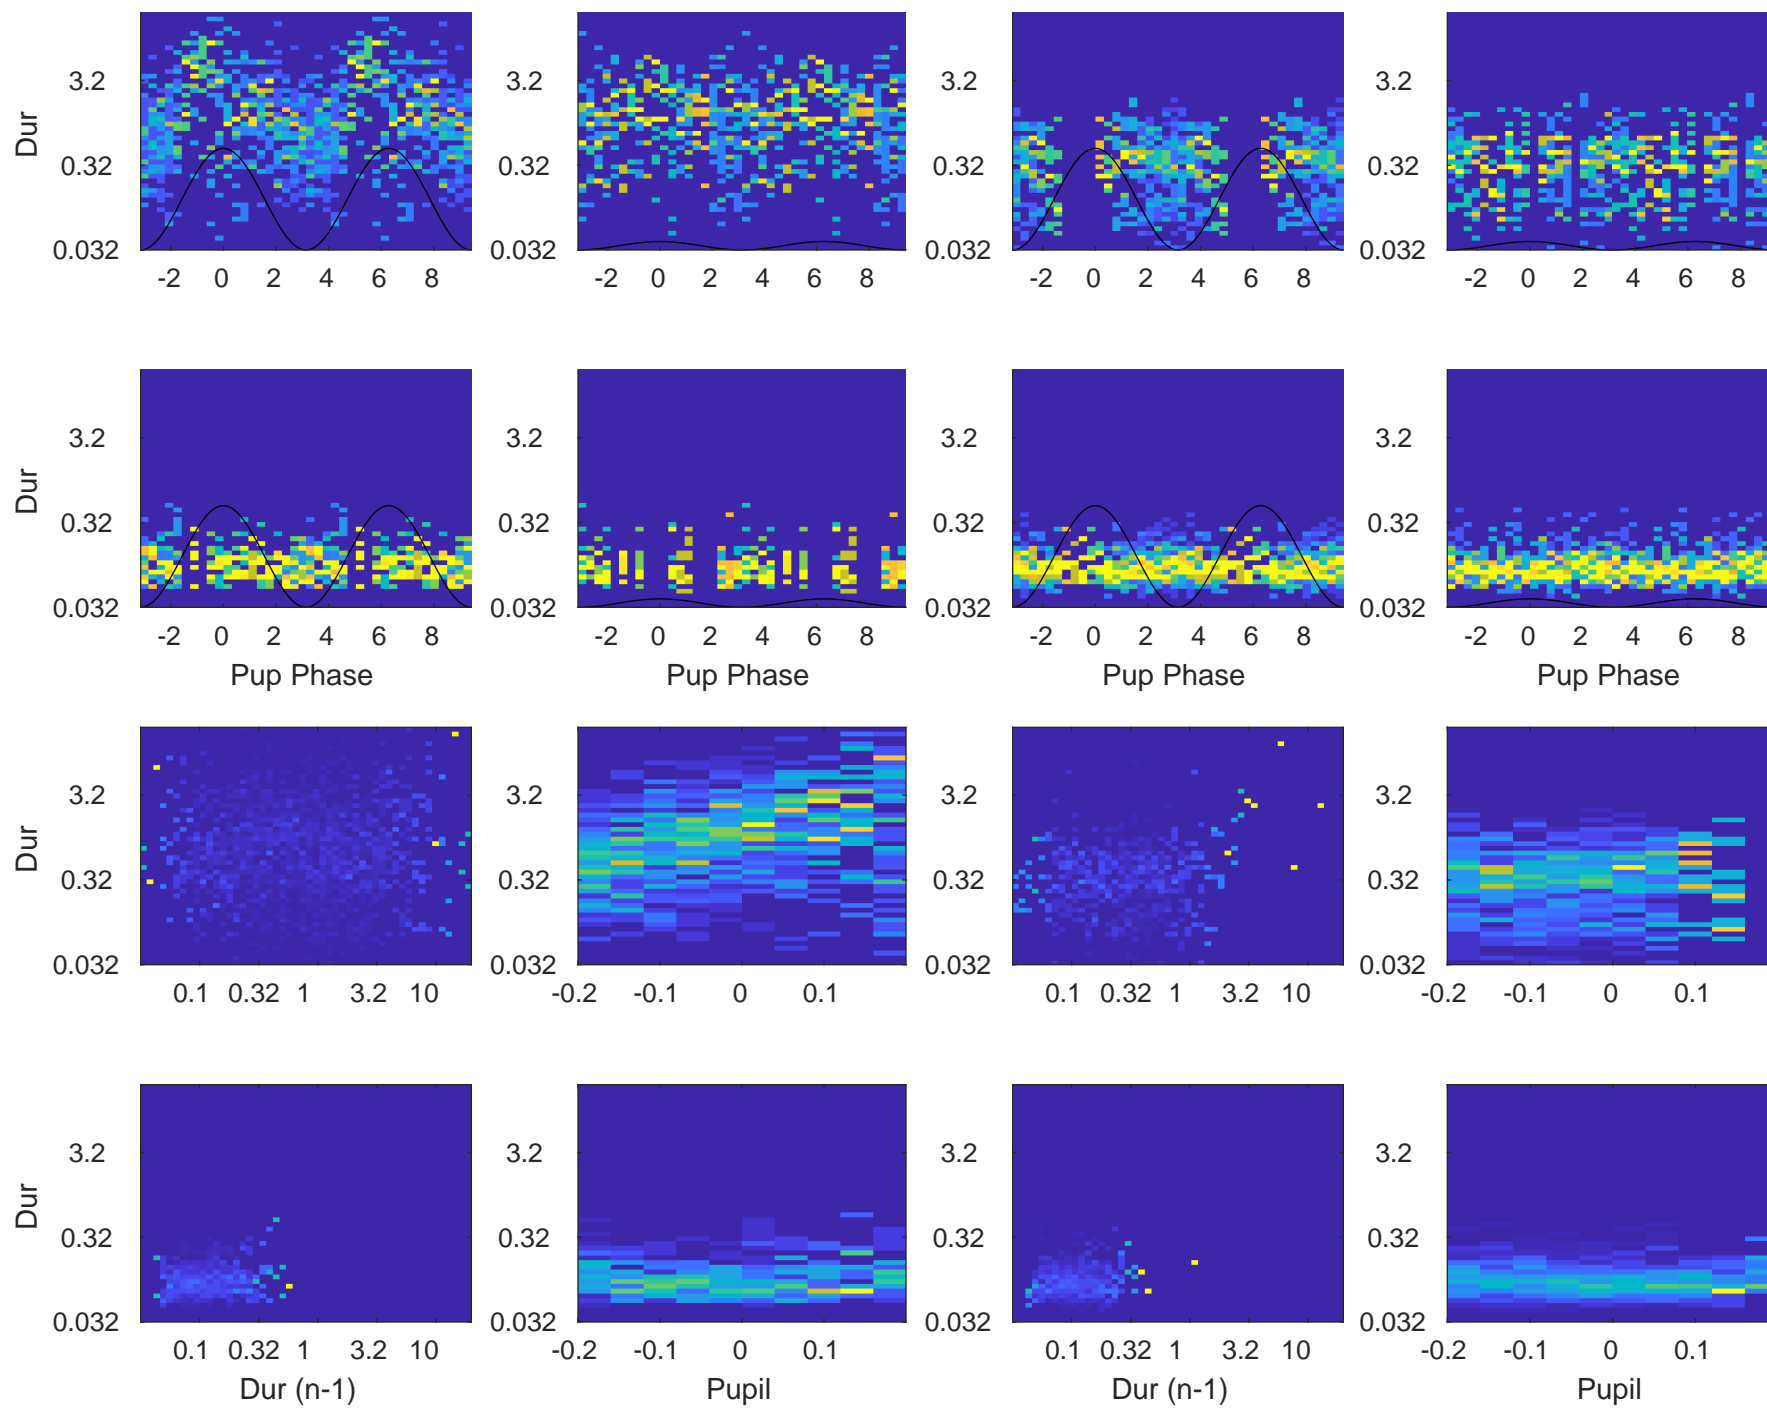 3.2 3.2 3.2 3.2
Dur
0.32 0.32 0.32 0.32
0.032 0.032 0.032 0.032
-2 0 2 4 6 8 -2 0 2 4 6 8 -2 0 2 4 6 8 -2 0 2 4 6 8
3.2 3.2 3.2 3.2
Dur
0.32 0.32 0.32 0.32
0.032 0.032 0.032 0.032
-2 0 2 4 6 8 -2 0 2 4 6 8 -2 0 2 4 6 8 -2 0 2 4 6 8
Pup Phase Pup Phase Pup Phase Pup Phase
3.2 3.2 3.2 3.2
Dur
0.32 0.32 0.32 0.32
0.032 0.032 0.032 0.032
0.1 0.32 1 3.2 10 -0.2 -0.1 0 0.1 0.1 0.32 1 3.2 10 -0.2 -0.1 0 0.1
3.2 3.2 3.2 3.2
Dur
0.32 0.32 0.32 0.32
0.032 0.032 0.032 0.032
0.1 0.32 1 3.2 10 -0.2 -0.1 0 0.1 0.1 0.32 1 3.2 10 -0.2 -0.1 0 0.1
Dur (n-1) Pupil Dur (n-1) Pupil